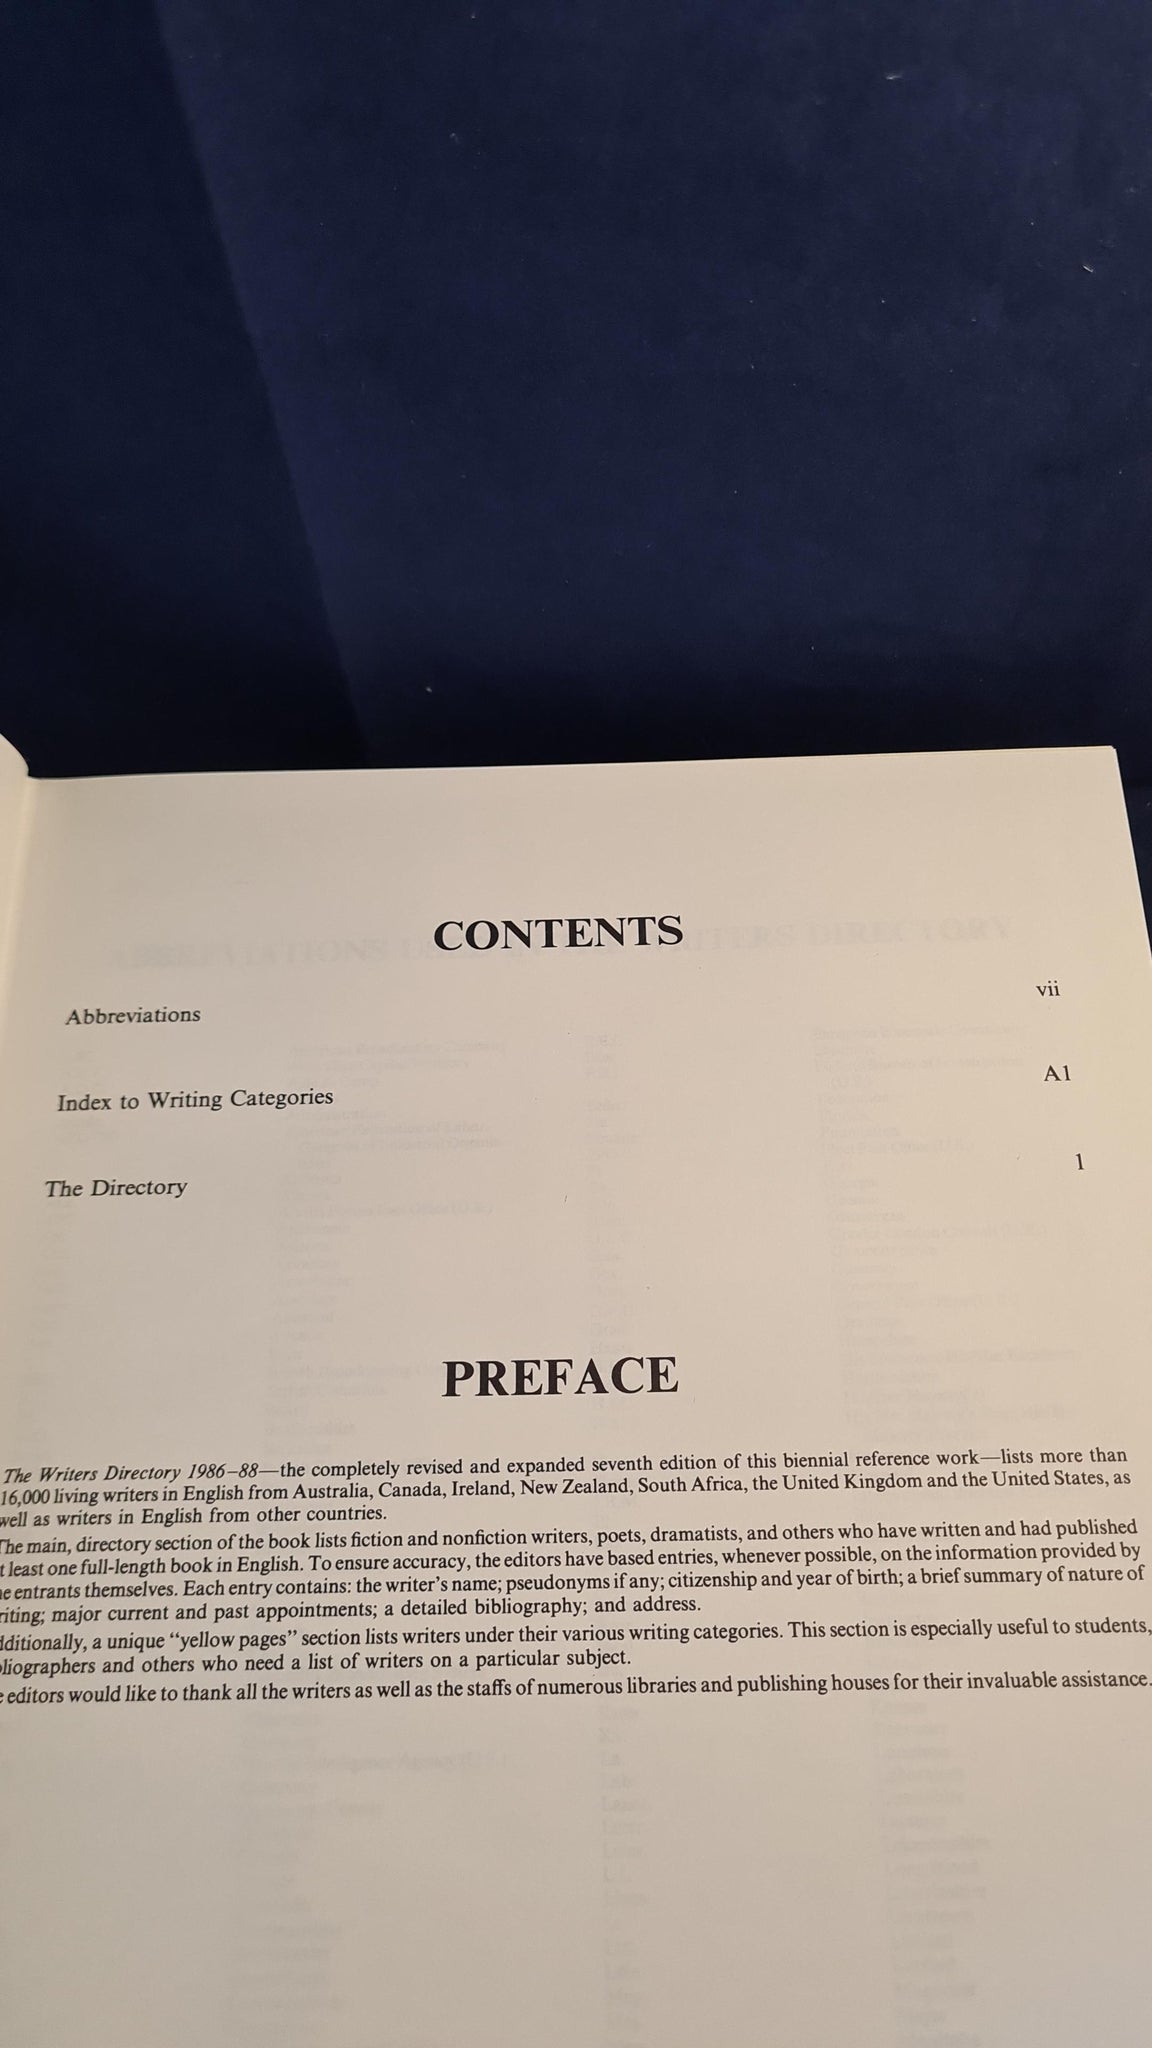 CONTENTS
Abbreviations vii
Index to Writing Categories A1
The Directory 1
PREFACE
The Writers Directory 1986–88—the completely revised and expanded seventh edition of this biennial reference work—lists more than
16,000 living writers in English from Australia, Canada, Ireland, New Zealand, South Africa, the United Kingdom and the United States, as
well as writers in English from other countries.
The main, directory section of the book lists fiction and nonfiction writers, poets, dramatists, and others who have written and had published
t least one full-length book in English. To ensure accuracy, the editors have based entries, whenever possible, on the information provided by
e entrants themselves. Each entry contains: the writer's name; pseudonyms if any; citizenship and year of birth; a brief summary of nature of
riting; major current and past appointments; a detailed bibliography; and address.
dditionally, a unique “yellow pages” section lists writers under their various writing categories. This section is especially useful to students,
bliographers and others who need a list of writers on a particular subject.
e editors would like to thank all the writers as well as the staffs of numerous libraries and publishing houses for their invaluable assistance.